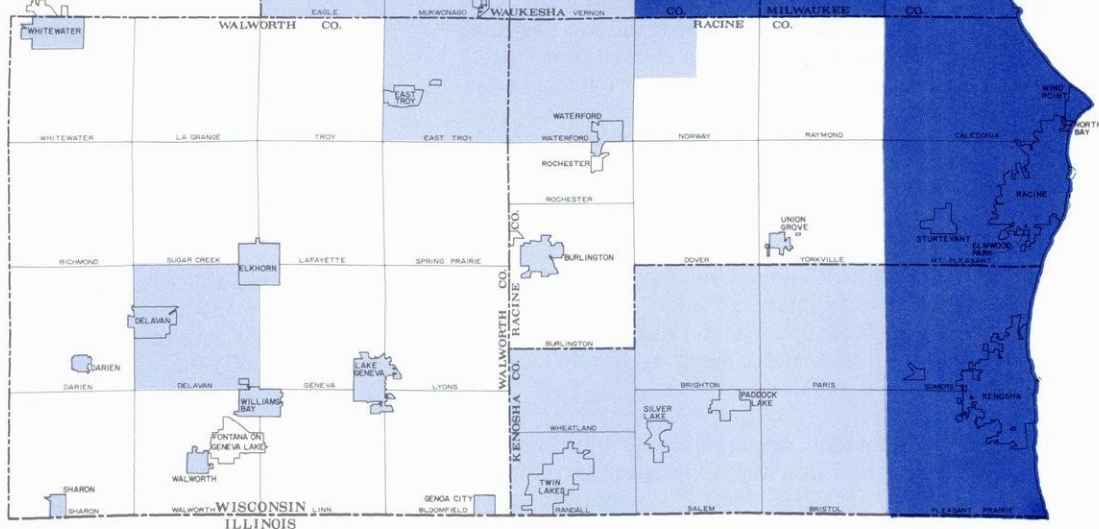 EAGLE
MUKWONAGO
WAUKESHA
VERNON
CO.
MILWAUKEE
CO.
WALWORTH CO.
RACINE CO.
WHITEWATER
EAST
TROY
WIND
POINT
NORTH
BAY
WATERFORD
WHITEWATER
LA GRANGE
TROY
EAST TROY
WATERFORD
NORWAY
RAYMOND
CALEDONIA
ROCHESTER
RACINE
ROCHESTER
UNION
GROVE
STURTEVANT
ELMWOOD
PARK
BURLINGTON
ELKHORN
RICHMOND
SUGAR CREEK
LAFAYETTE
SPRING PRAIRIE
DOVER
YORKVILLE
MT. PLEASANT
WALWORTH CO.
RACINE CO.
DELAVAN
BURLINGTON
DARIEN
LAKE
GENEVA
DARIEN
DELAVAN
GENEVA
LYONS
BRIGHTON
PARIS
SOMERS
KENOSHA CO.
WILLIAMS
BAY
PADDOCK
LAKE
KENOSHA
SILVER
LAKE
WHEATLAND
FONTANA ON
GENEVA LAKE
WALWORTH
TWIN
LAKES
SHARON
GENOA CITY
SHARON
WALWORTH
WISCONSIN
LINN
BLOOMFIELD
RANDALL
SALEM
BRISTOL
PLEASANT PRAIRIE
ILLINOIS